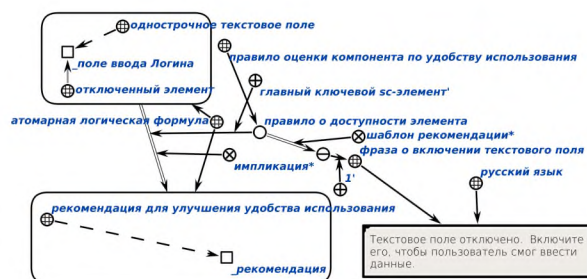 однострочное текстовое поле
_поле ввода Логина
правило оценки компонента по удобству использования
отключенный элемент
главный ключевой sc-элемент'
атомарная логическая формула
правило о доступности элемента
шаблон рекомендации*
фраза о включении текстового поля
импликация*
1'
русский язык
рекомендация для улучшения удобства использования
_рекомендация
Текстовое поле отключено. Включите
его, чтобы пользователь смог ввести
данные.